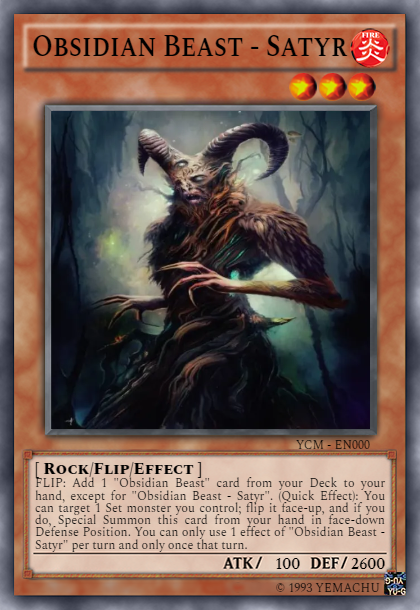 OBSIDIAN BEAST - SATYR
FIRE
炎
YCM - EN000
[ ROCK/FLIP/EFFECT ]
FLIP: Add 1 "Obsidian Beast" card from your Deck to your
hand, except for "Obsidian Beast - Satyr". (Quick Effect): You
can target 1 Set monster you control; flip it face-up, and if you
do, Special Summon this card from your hand in face-down
Defense Position. You can only use 1 effect of "Obsidian Beast -
Satyr" per turn and only once that turn.
ATK/ 100 DEF/ 2600
© 1993 YEMACHU